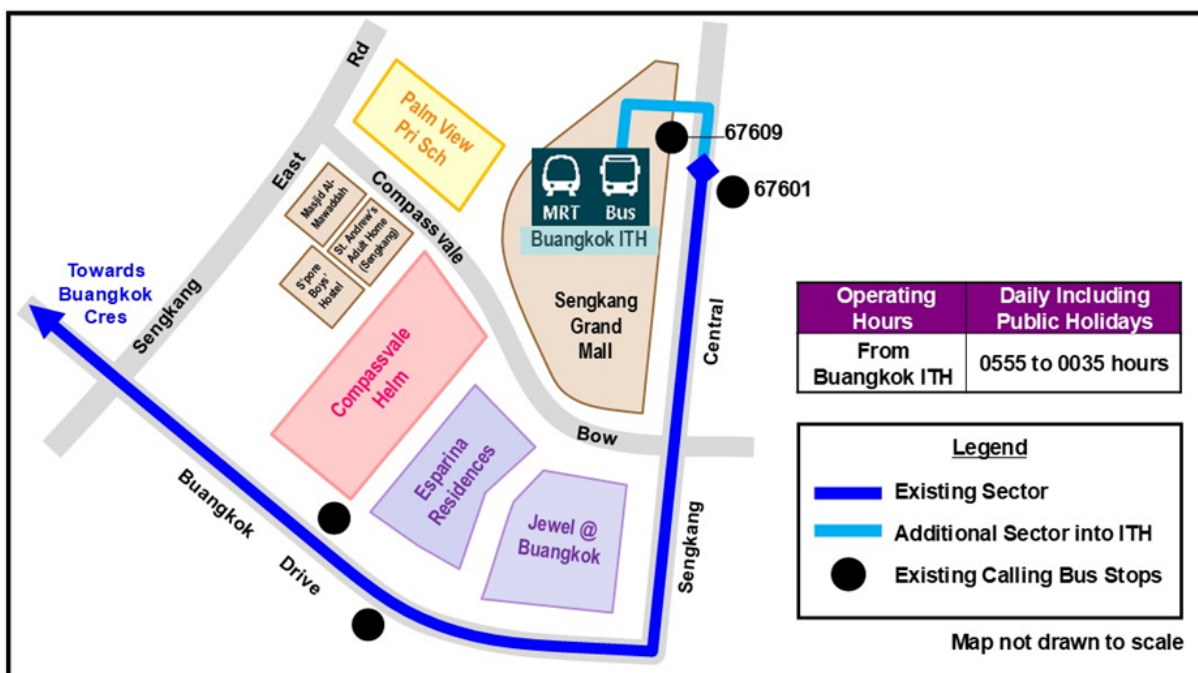 Rd
East
Sengkang
Palm View
Pri Sch
Compassvale
Masjid Al-
Mawaddah
St. Andrew's
Adult Home
(Sengkang)
S'pore
Boys'
Hostel
Towards
Buangkok
Cres
MRT
Bus
Buangkok ITH
Sengkang
Grand
Mall
67609
67601
Central
Sengkang
Bow
Compassvale
Helm
Esparina
Residences
Jewel @
Buangkok
Buangkok
Drive
Operating
Hours
Daily Including
Public Holidays
From
Buangkok ITH
0555 to 0035 hours
Legend
Existing Sector
Additional Sector into ITH
Existing Calling Bus Stops
Map not drawn to scale